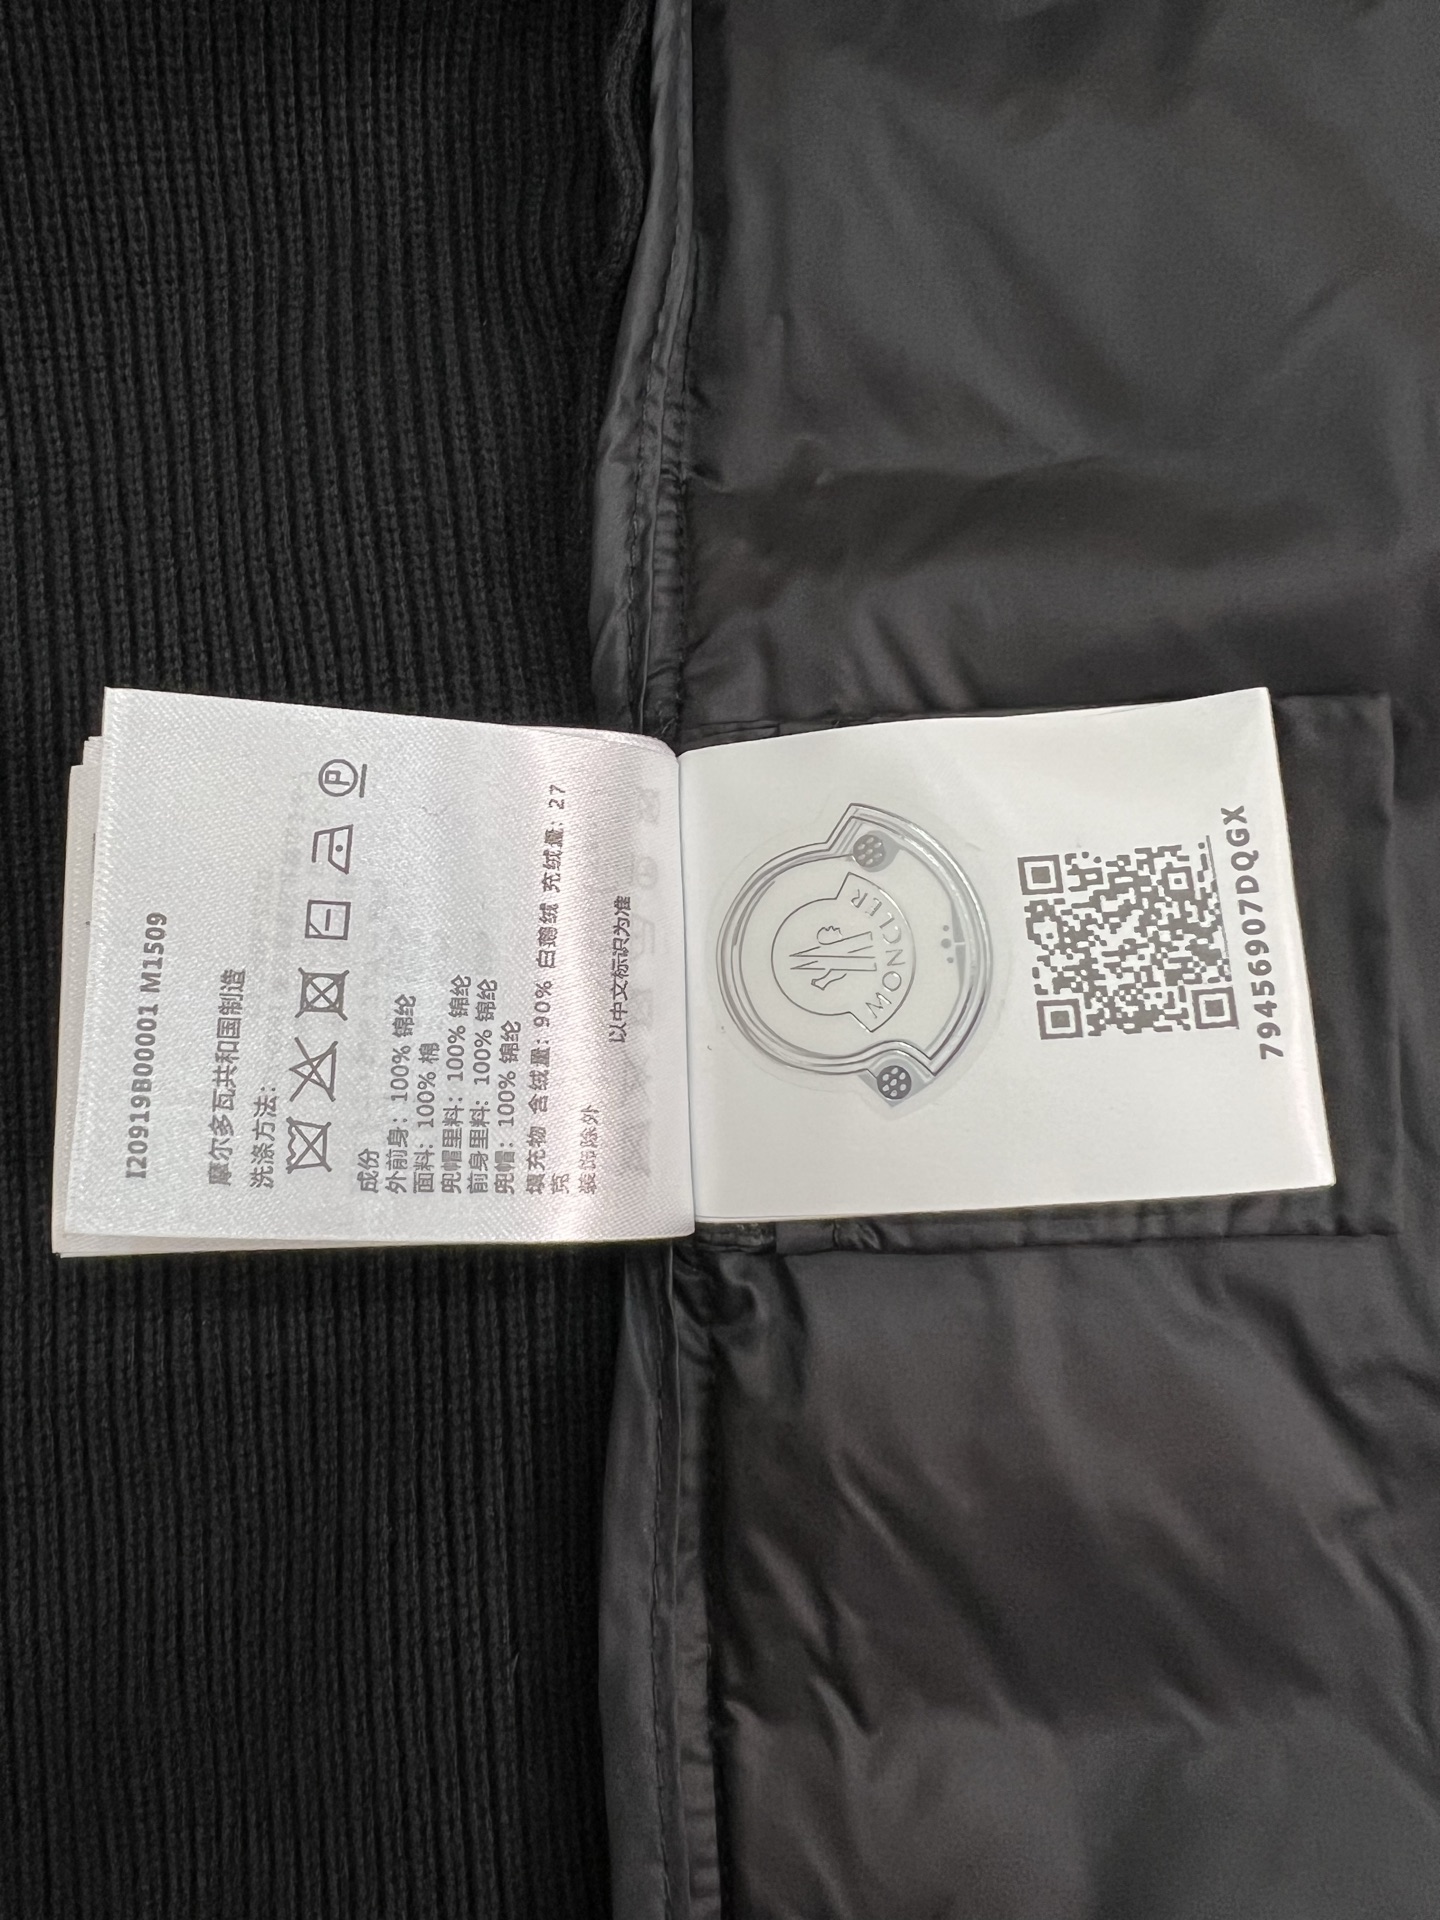 I20919B00001 M1509
摩尔多瓦共和国制造
洗涤方法：
P
成份
外前身：100% 锦纶
面料：100% 棉
兜帽里料：100% 锦纶
前身里料：100% 锦纶
兜帽：100% 锦纶
填充物 含绒量：90% 白鹅绒 充绒量：27
克
装饰除外
以中文标识为准
MONCLER
79456907DQGX